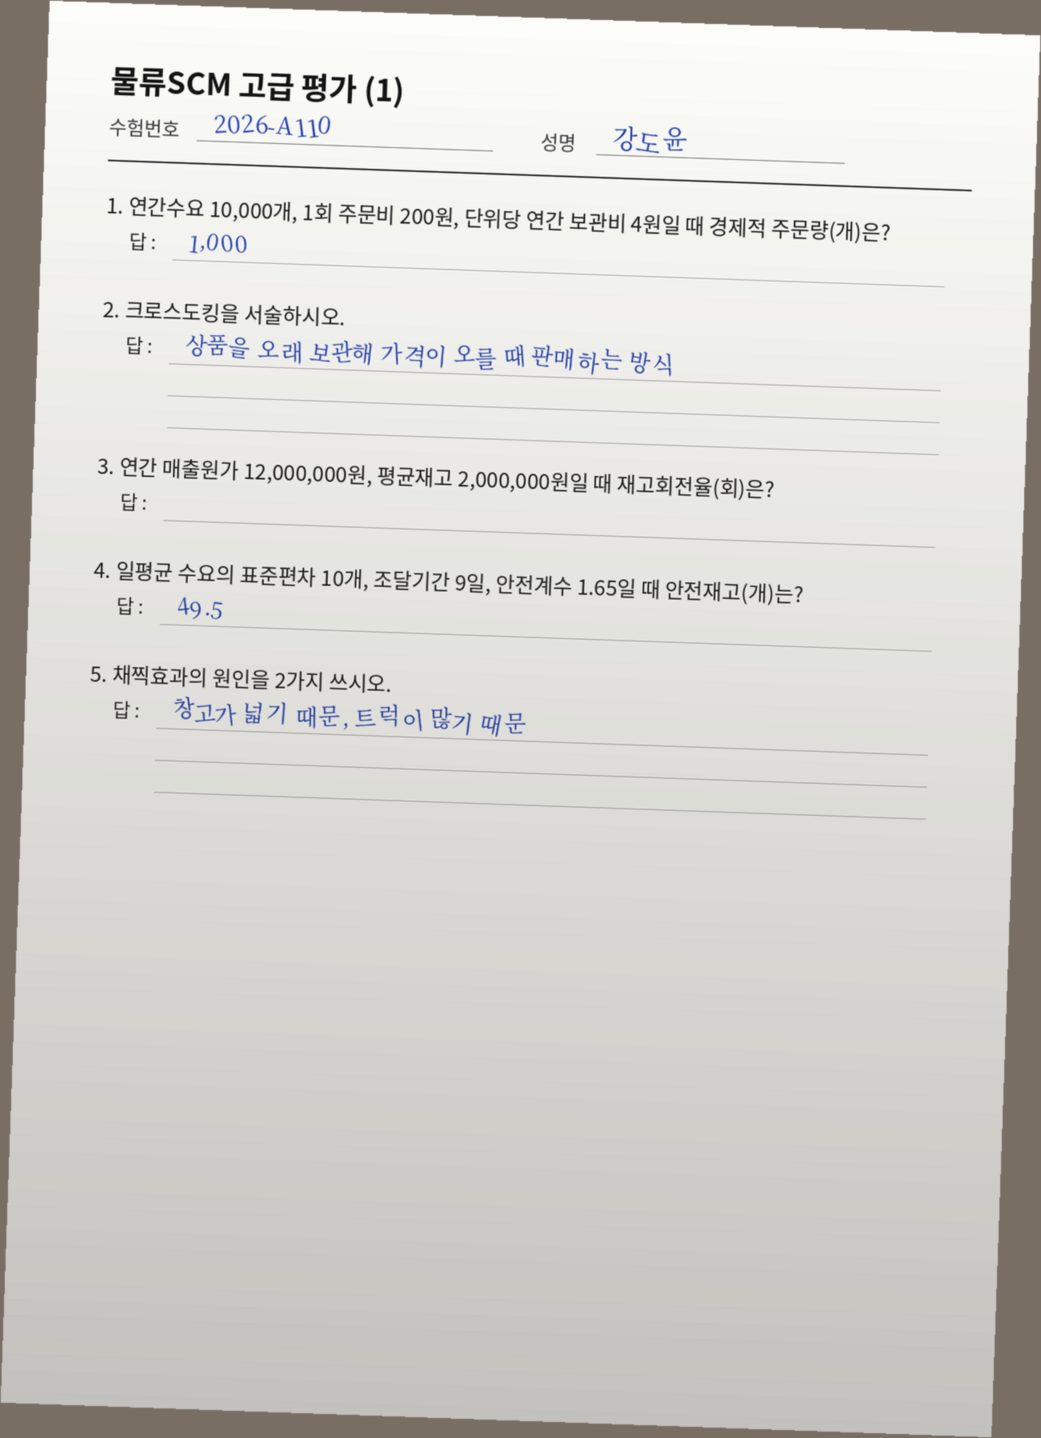 물류SCM 고급 평가 (1)
수험번호 2026-A110 성명 강도윤
1. 연간수요 10,000개, 1회 주문비 200원, 단위당 연간 보관비 4원일 때 경제적 주문량(개)은?
답 : 1,000
2. 크로스도킹을 서술하시오.
답 : 상품을 오래 보관해 가격이 오를 때 판매하는 방식
3. 연간 매출원가 12,000,000원, 평균재고 2,000,000원일 때 재고회전율(회)은?
답 :
4. 일평균 수요의 표준편차 10개, 조달기간 9일, 안전계수 1.65일 때 안전재고(개)는?
답 : 49.5
5. 채찍효과의 원인을 2가지 쓰시오.
답 : 창고가 넓기 때문, 트럭이 많기 때문